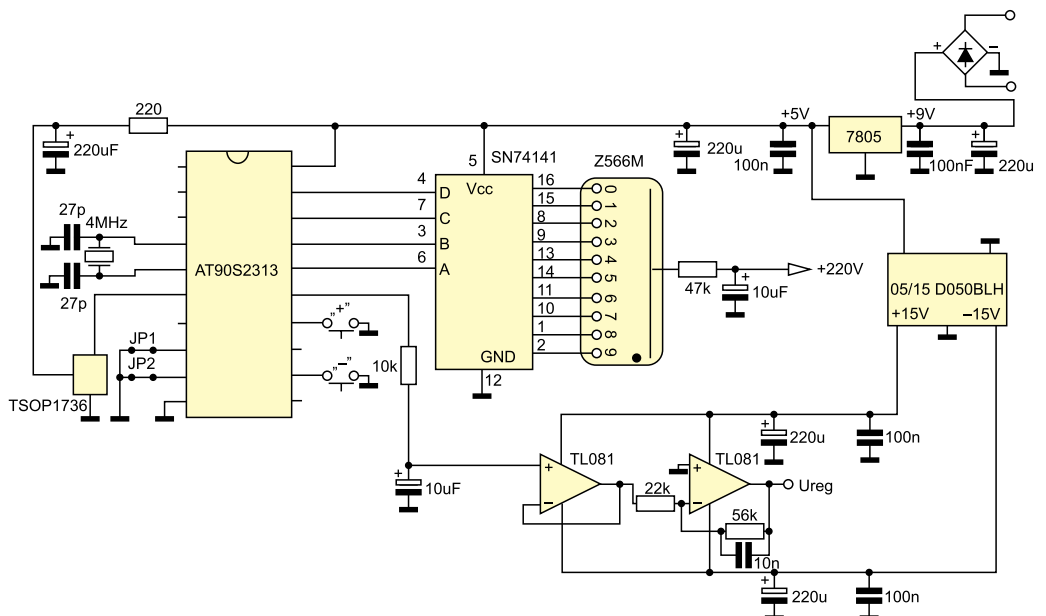 220
+
220uF
27p
4MHz
27p
JP1
JP2
TSOP1736
AT90S2313
„+”
„−”
10k
+
10uF
SN74141
5
Vcc
4
D
7
C
3
B
6
A
GND
12
16
15
8
9
13
14
11
10
1
2
Z566M
0
1
2
3
4
5
6
7
8
9
47k
+
10uF
+220V
+
220u
100n
+5V
7805
+9V
100nF
+
220u
+
−
05/15 D050BLH
+15V
−15V
+
220u
100n
TL081
+
−
22k
TL081
+
−
Ureg
56k
10n
+
220u
100n